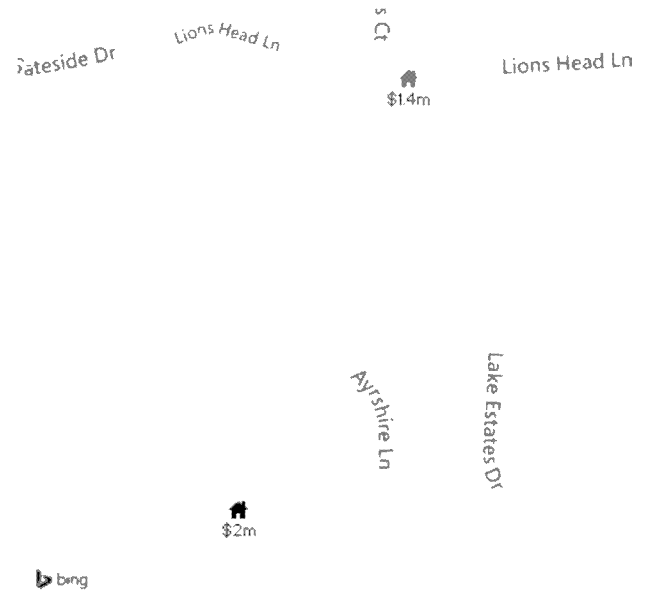 s Ct
Lions Head Ln
ateside Dr
Lions Head Ln
$1.4m
Ayrshire Ln
Lake Estates Dr
$2m
bing